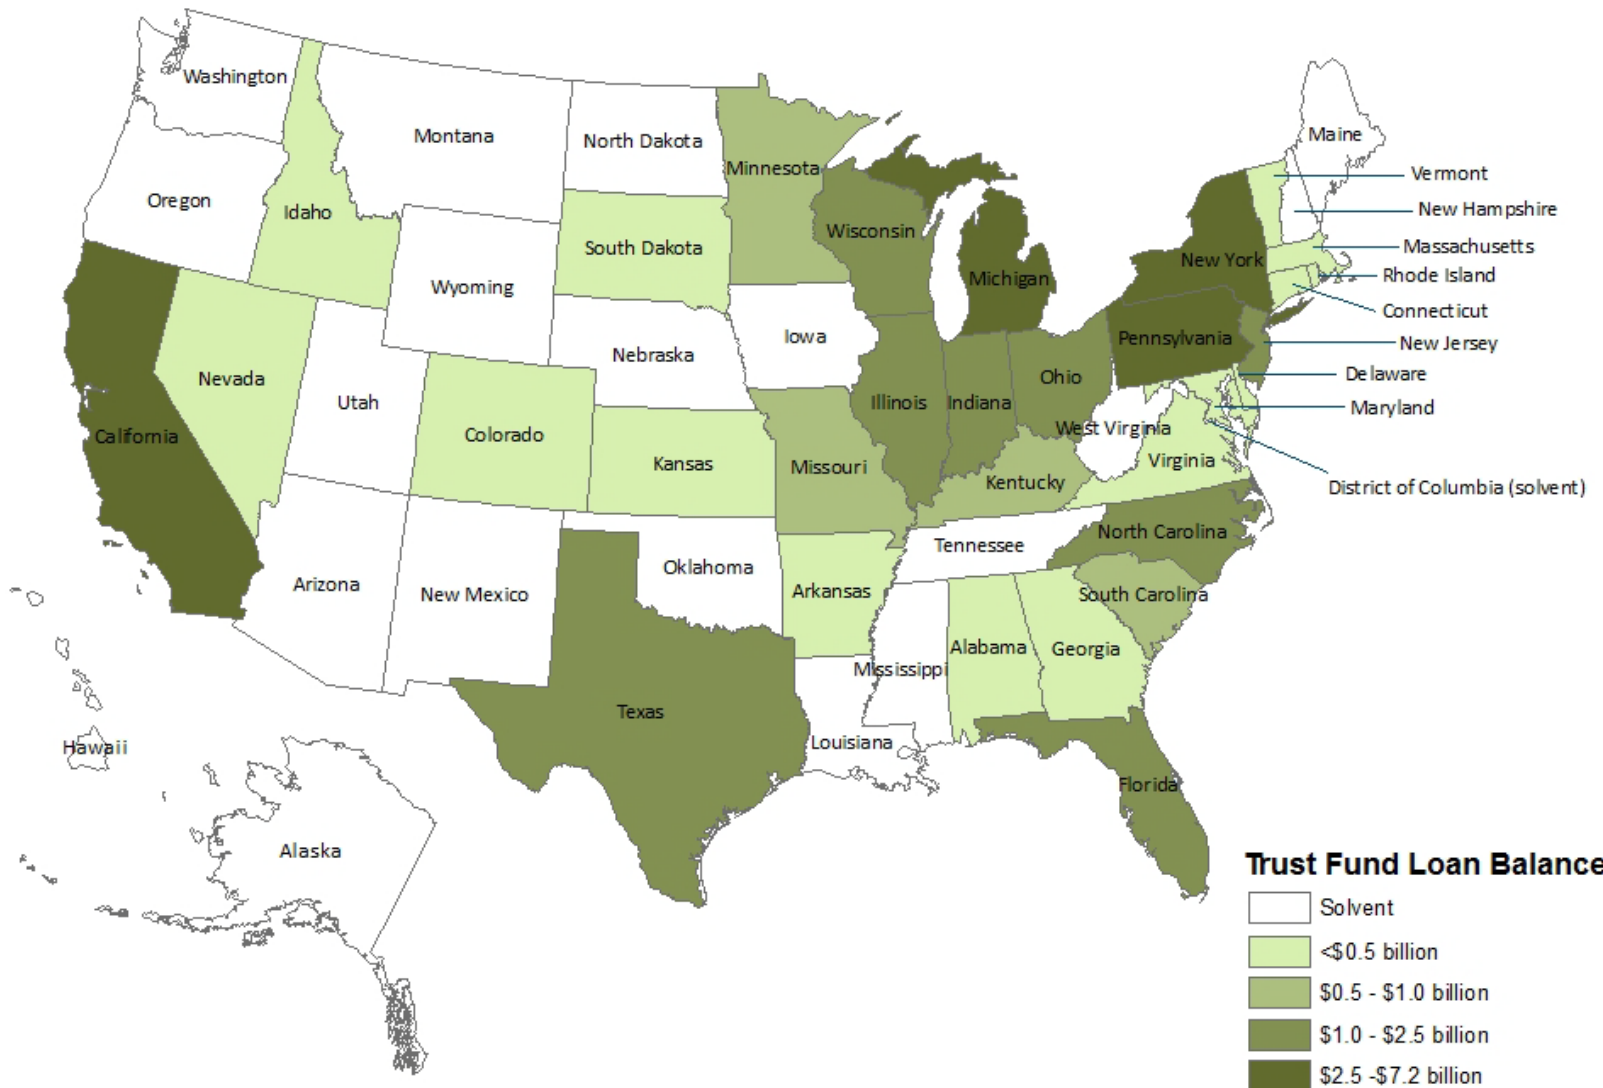 Washington
Montana
North Dakota
Minnesota
Maine
Oregon
Idaho
Vermont
New Hampshire
South Dakota
Wisconsin
Massachusetts
Wyoming
Michigan
New York
Rhode Island
Connecticut
Nevada
Utah
Nebraska
Iowa
Pennsylvania
New Jersey
Delaware
Maryland
California
Colorado
Kansas
Missouri
Illinois
Indiana
Ohio
West Virginia
Virginia
Kentucky
District of Columbia (solvent)
Arizona
New Mexico
Oklahoma
Arkansas
Tennessee
North Carolina
South Carolina
Mississippi
Alabama
Georgia
Texas
Louisiana
Florida
Hawaii
Alaska
Trust Fund Loan Balance
Solvent
<$0.5 billion
$0.5 - $1.0 billion
$1.0 - $2.5 billion
$2.5 -$7.2 billion